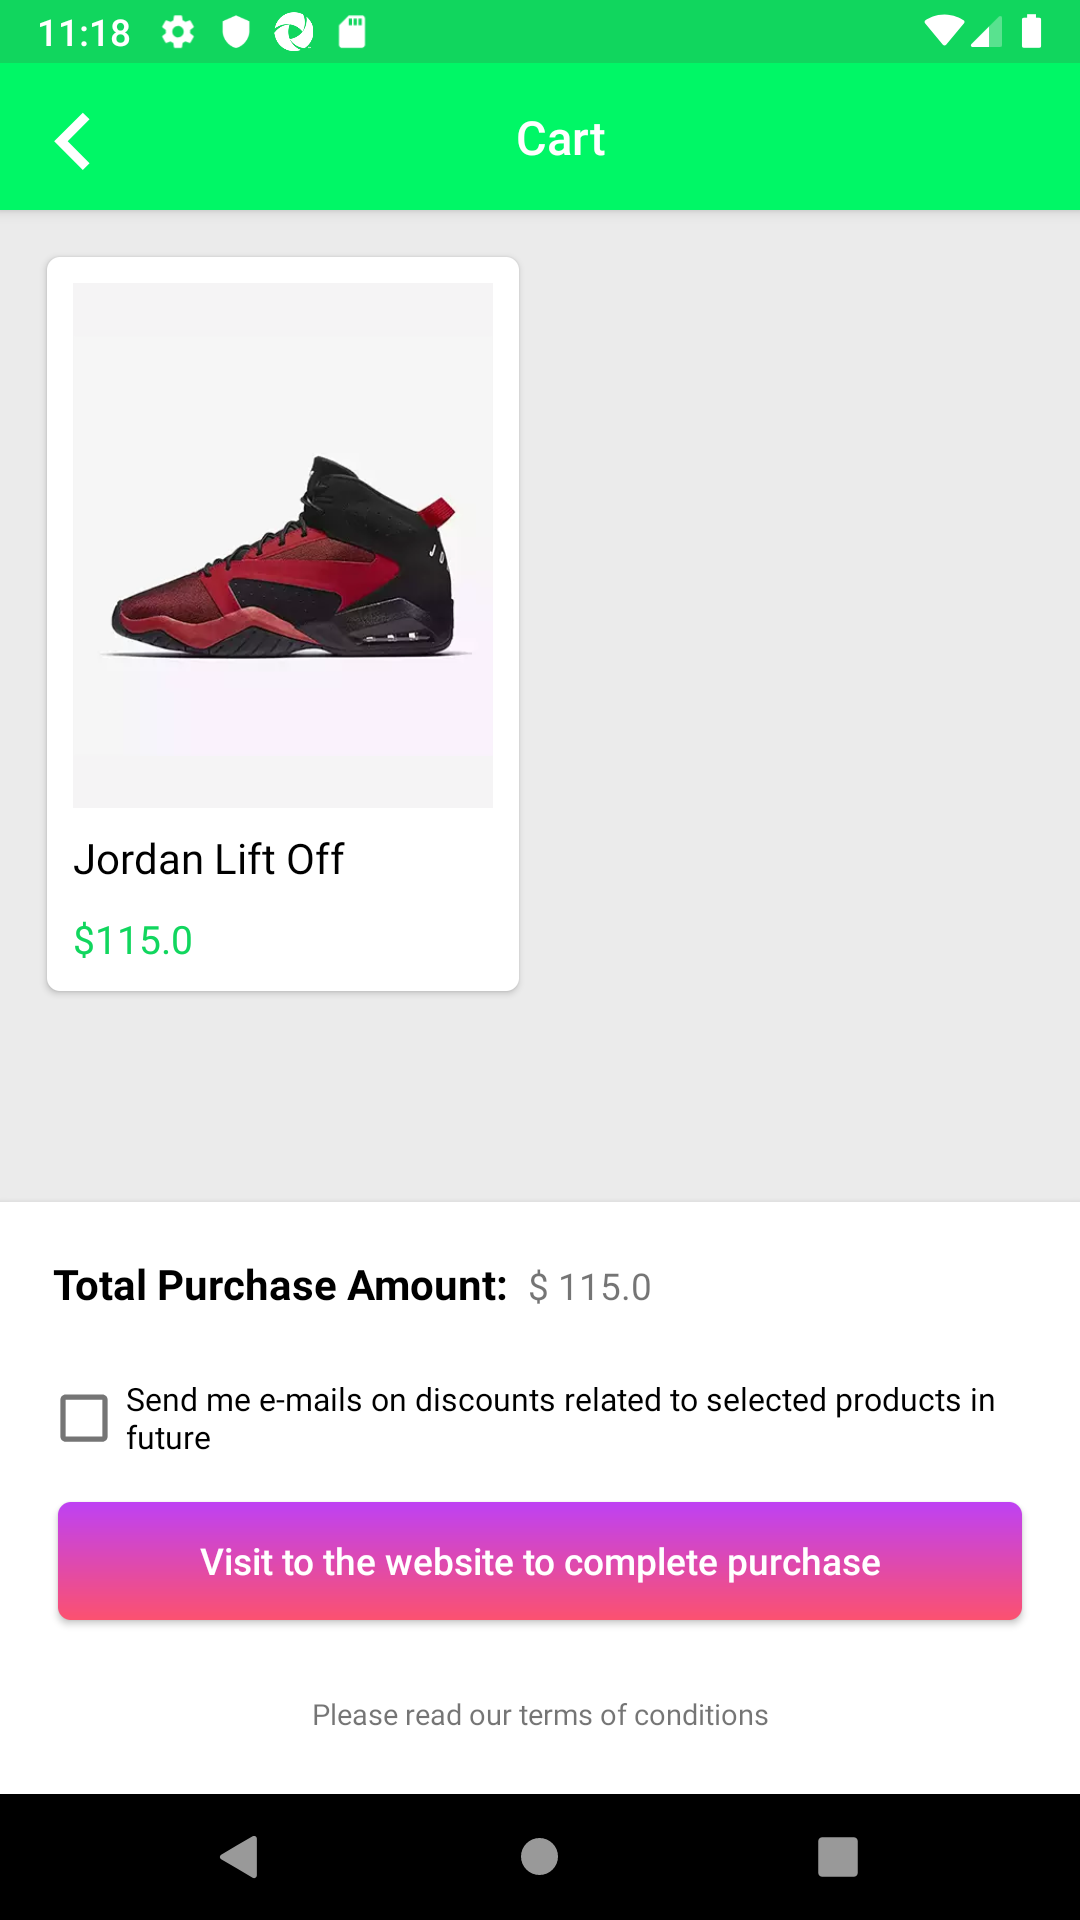 11:18
Cart
Jordan Lift Off
$115.0
Total Purchase Amount: $ 115.0
Send me e-mails on discounts related to selected products in
future
Visit to the website to complete purchase
Please read our terms of conditions